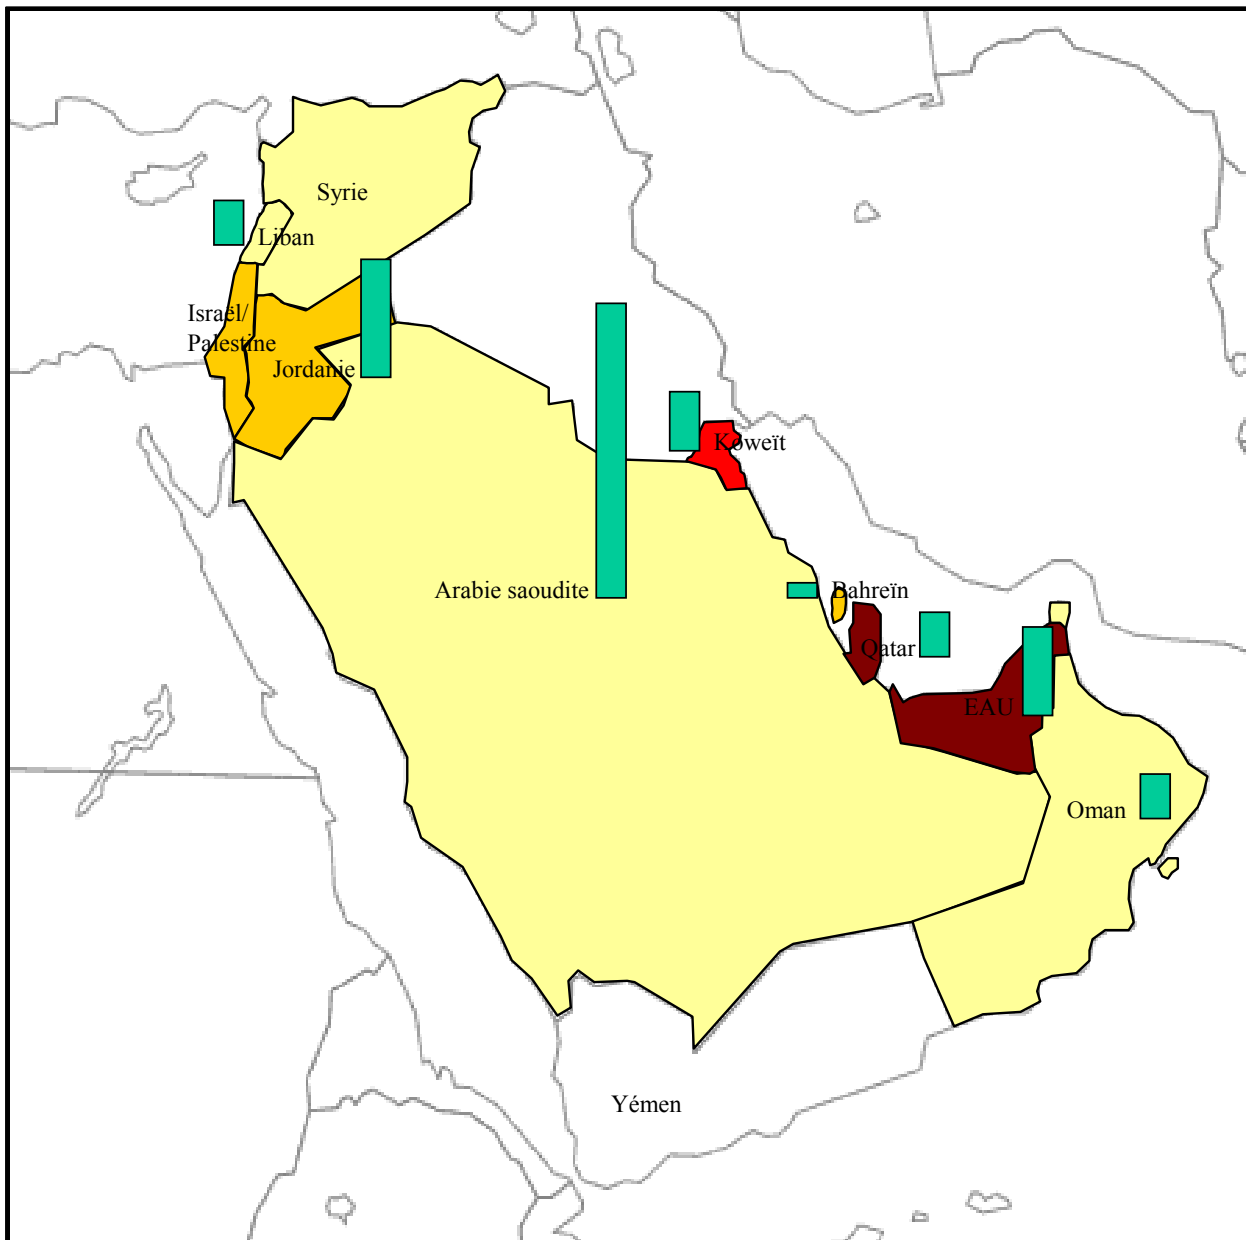 Syrie
Liban
Israël/
Palestine
Jordanie
Koweït
Arabie saoudite
Bahreïn
Qatar
EAU
Oman
Yémen